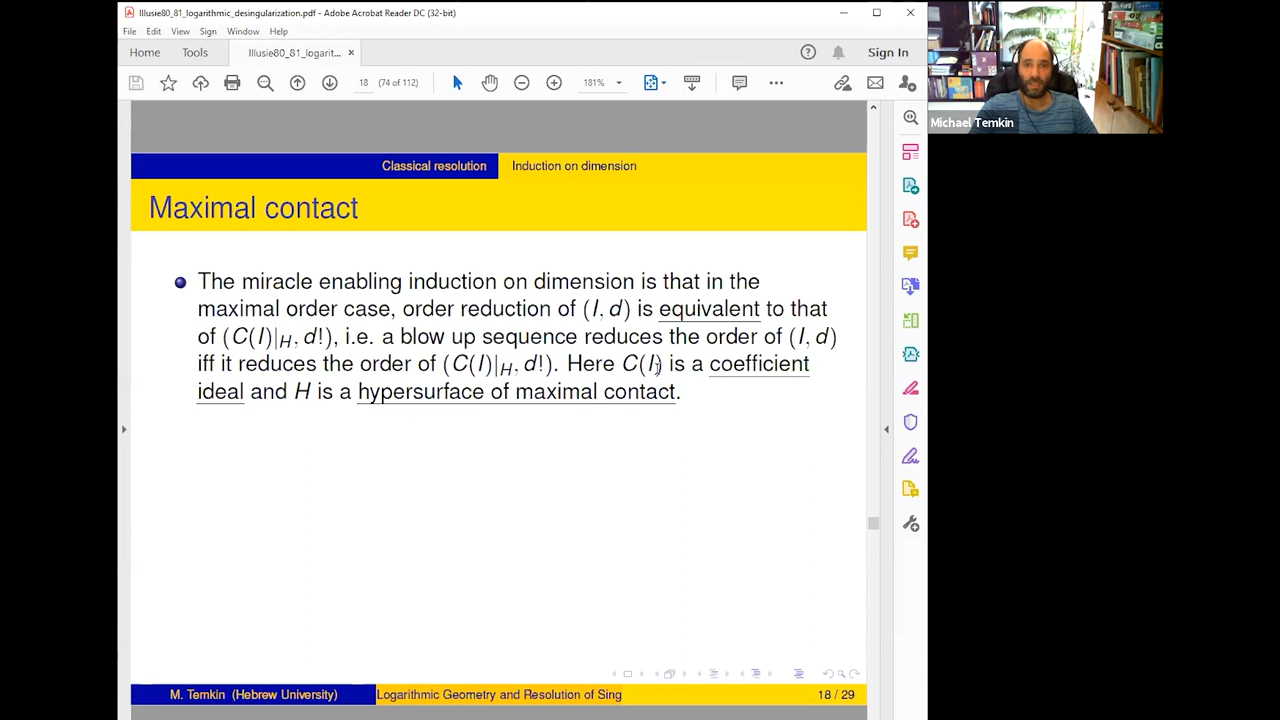 Illusie80_81_logarithmic_desingularization.pdf - Adobe Acrobat Reader DC (32-bit)
File Edit View Sign Window Help
Home Tools Illusie80_81_logarit... × Sign In
18 (74 of 112) 181%
Michael Temkin
Classical resolution Induction on dimension
Maximal contact
The miracle enabling induction on dimension is that in the
maximal order case, order reduction of (I, d) is equivalent to that
of (C(I)|H, d!), i.e. a blow up sequence reduces the order of (I, d)
iff it reduces the order of (C(I)|H, d!). Here C(I) is a coefficient
ideal and H is a hypersurface of maximal contact.
M. Temkin (Hebrew University) Logarithmic Geometry and Resolution of Sing 18 / 29